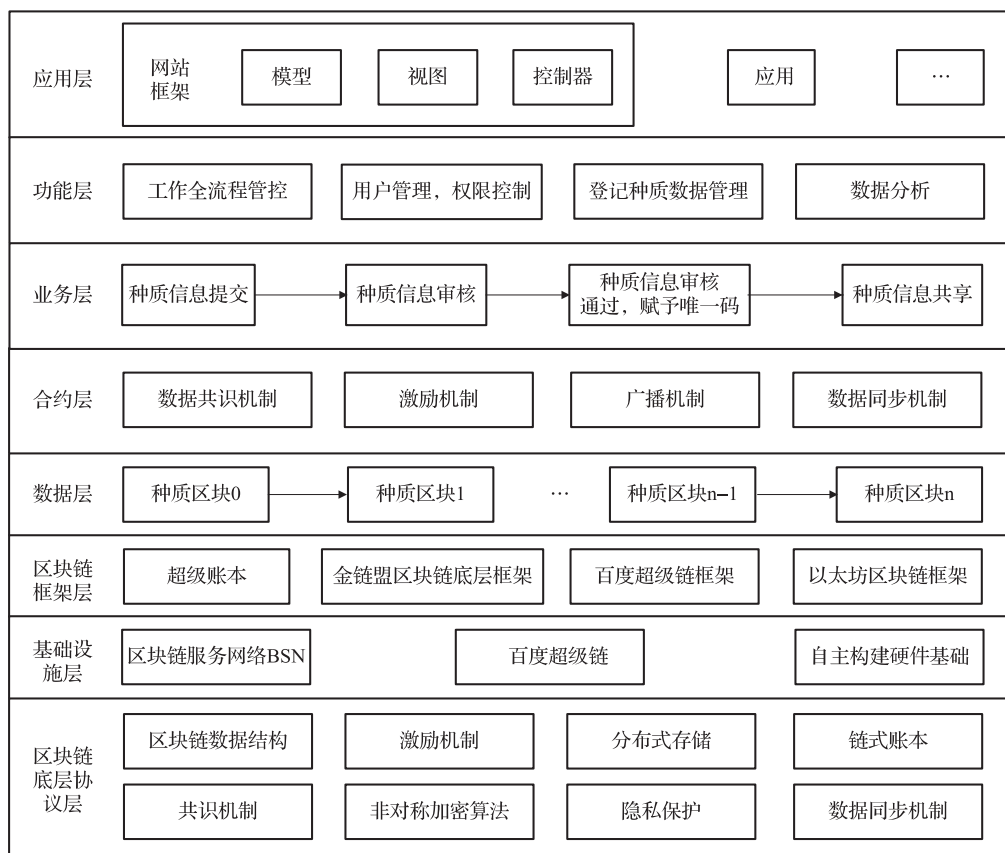 应用层
网站
框架
模型
视图
控制器
应用
…
功能层
工作全流程管控
用户管理，权限控制
登记种质数据管理
数据分析
业务层
种质信息提交
种质信息审核
种质信息审核
通过，赋予唯一码
种质信息共享
合约层
数据共识机制
激励机制
广播机制
数据同步机制
数据层
种质区块0
种质区块1
…
种质区块n–1
种质区块n
区块链
框架层
超级账本
金链盟区块链底层框架
百度超级链框架
以太坊区块链框架
基础设
施层
区块链服务网络BSN
百度超级链
自主构建硬件基础
区块链
底层协
议层
区块链数据结构
激励机制
分布式存储
链式账本
共识机制
非对称加密算法
隐私保护
数据同步机制